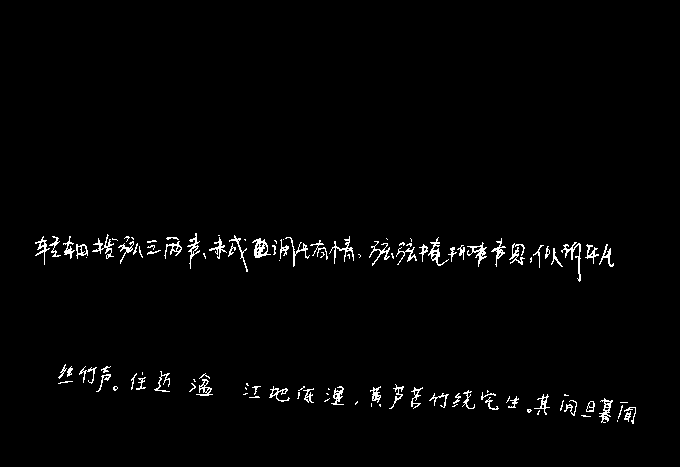 转轴拨弦三两声,未成曲调先有情。弦弦掩抑声声思,似诉平生
丝竹声。住近湓 江地低湿,黄芦苦竹绕宅生。其间旦暮闻